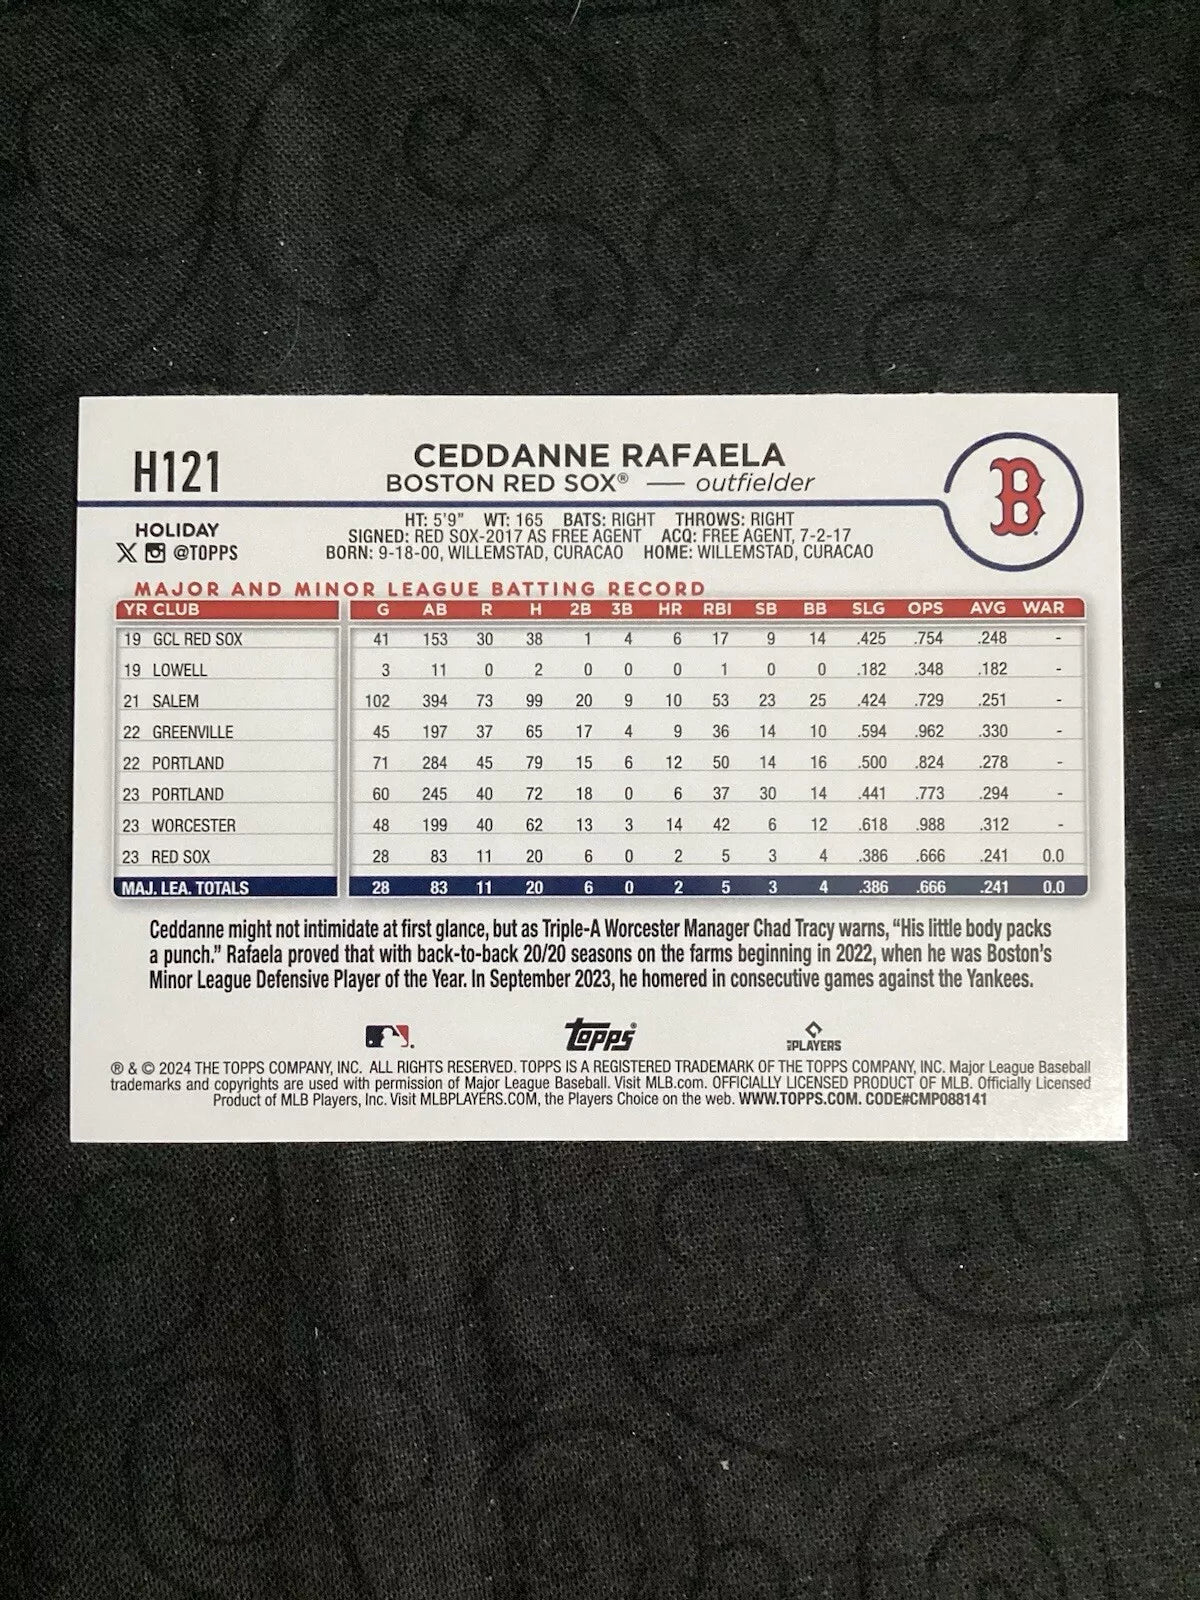 H121
CEDDANNE RAFAELA
BOSTON RED SOX® — outfielder
B
HOLIDAY
@TOPPS
HT: 5'9" WT: 165 BATS: RIGHT THROWS: RIGHT
SIGNED: RED SOX-2017 AS FREE AGENT ACQ: FREE AGENT, 7-2-17
BORN: 9-18-00, WILLEMSTAD, CURACAO HOME: WILLEMSTAD, CURACAO
MAJOR AND MINOR LEAGUE BATTING RECORD
YR CLUB G AB R H 2B 3B HR RBI SB BB SLG OPS AVG WAR
19 GCL RED SOX 41 153 30 38 1 4 6 17 9 14 .425 .754 .248 -
19 LOWELL 3 11 0 2 0 0 0 1 0 0 .182 .348 .182 -
21 SALEM 102 394 73 99 20 9 10 53 23 25 .424 .729 .251 -
22 GREENVILLE 45 197 37 65 17 4 9 36 14 10 .594 .962 .330 -
22 PORTLAND 71 284 45 79 15 6 12 50 14 16 .500 .824 .278 -
23 PORTLAND 60 245 40 72 18 0 6 37 30 14 .441 .773 .294 -
23 WORCESTER 48 199 40 62 13 3 14 42 6 12 .618 .988 .312 -
23 RED SOX 28 83 11 20 6 0 2 5 3 4 .386 .666 .241 0.0
MAJ. LEA. TOTALS 28 83 11 20 6 0 2 5 3 4 .386 .666 .241 0.0
Ceddanne might not intimidate at first glance, but as Triple-A Worcester Manager Chad Tracy warns, “His little body packs
a punch.” Rafaela proved that with back-to-back 20/20 seasons on the farms beginning in 2022, when he was Boston's
Minor League Defensive Player of the Year. In September 2023, he homered in consecutive games against the Yankees.
topps®
PLAYERS
® & © 2024 THE TOPPS COMPANY, INC. ALL RIGHTS RESERVED. TOPPS IS A REGISTERED TRADEMARK OF THE TOPPS COMPANY, INC. Major League Baseball
trademarks and copyrights are used with permission of Major League Baseball. Visit MLB.com. OFFICIALLY LICENSED PRODUCT OF MLB. Officially Licensed
Product of MLB Players, Inc. Visit MLBPLAYERS.COM, the Players Choice on the web. WWW.TOPPS.COM. CODE#CMP088141